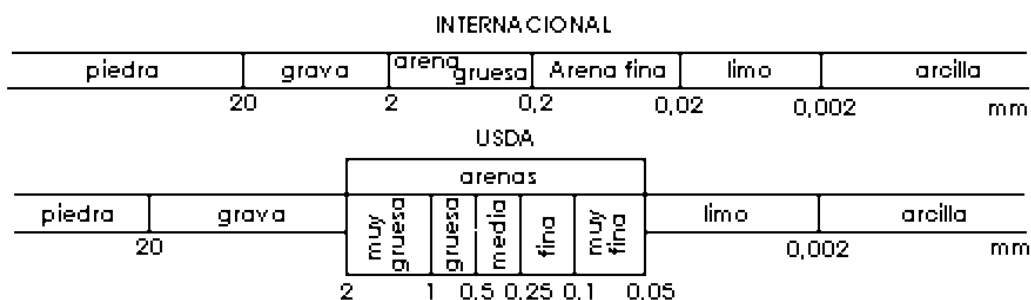 INTERNACIONAL
piedra grava arena gruesa Arena fina limo arcilla
20 2 0,2 0,02 0,002 mm
USDA
arenas
piedra grava muy gruesa gruesa media fina muy fina limo arcilla
20 0,002 mm
2 1 0.5 0.25 0.1 0.05